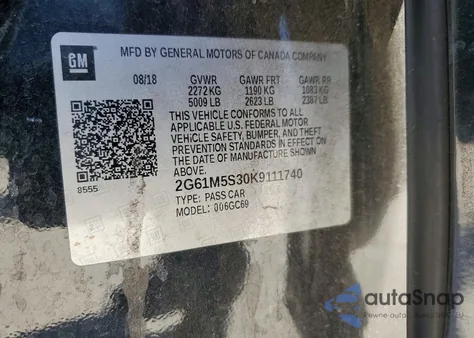 GM
MFD BY GENERAL MOTORS OF CANADA COMPANY
08/18 GVWR GAWR FRT GAWR RR
2272 KG 1190 KG 1083 KG
5009 LB 2623 LB 2387 LB
THIS VEHICLE CONFORMS TO ALL
APPLICABLE U.S. FEDERAL MOTOR
VEHICLE SAFETY, BUMPER, AND THEFT
PREVENTION STANDARDS IN EFFECT ON
THE DATE OF MANUFACTURE SHOWN
ABOVE.
8555
2G61M5S30K9111740
TYPE: PASS CAR
MODEL: 006GC69
autoSnap
Pewne auto